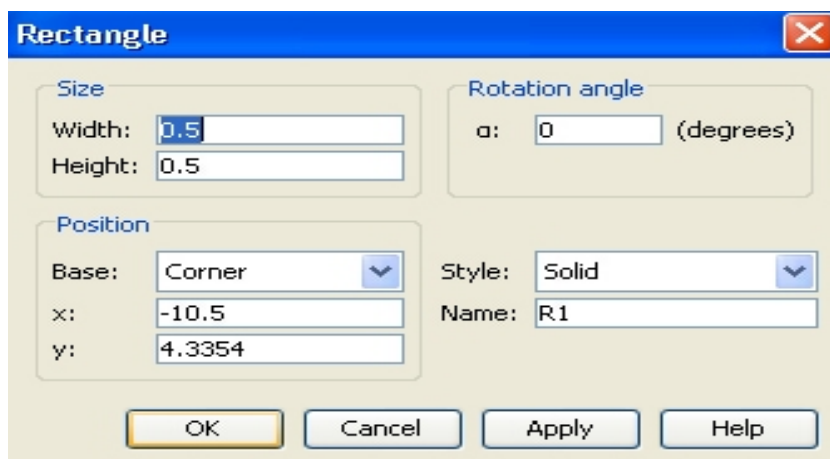 Rectangle
Size
Width: 0.5
Height: 0.5
Rotation angle
α: 0 (degrees)
Position
Base: Corner
x: -10.5
y: 4.3354
Style: Solid
Name: R1
OK Cancel Apply Help